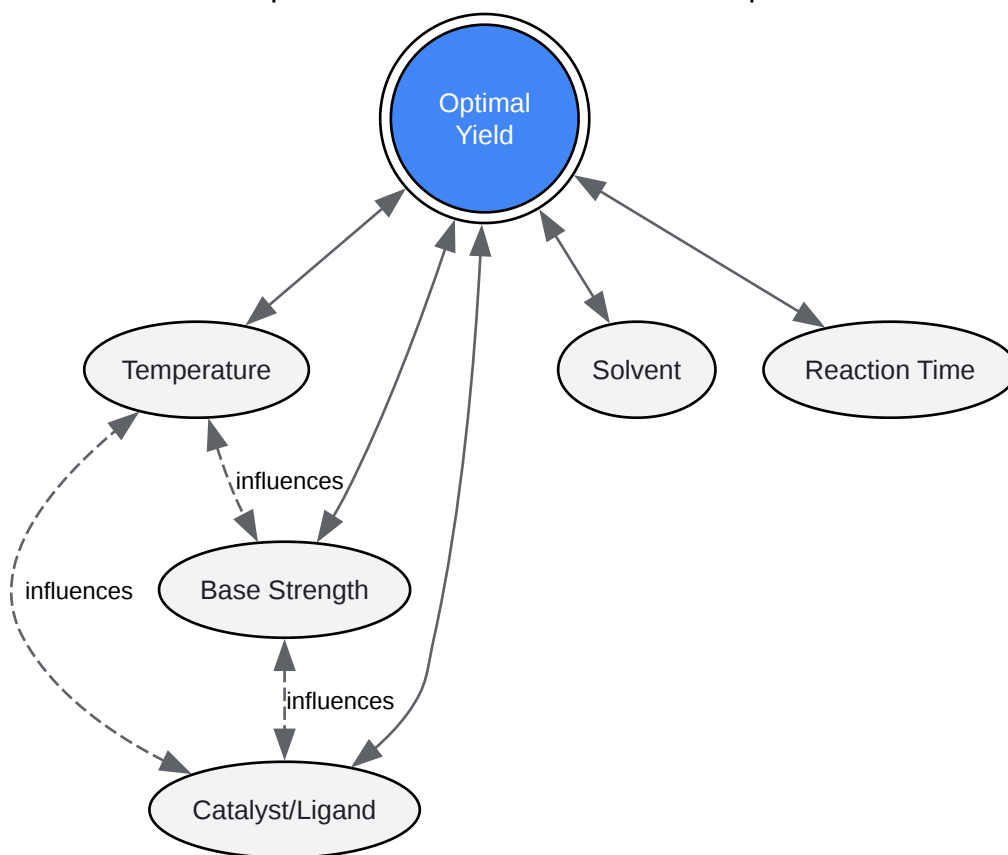 Optimal
Yield
Temperature
Solvent
Reaction Time
influences
Base Strength
influences
influences
Catalyst/Ligand